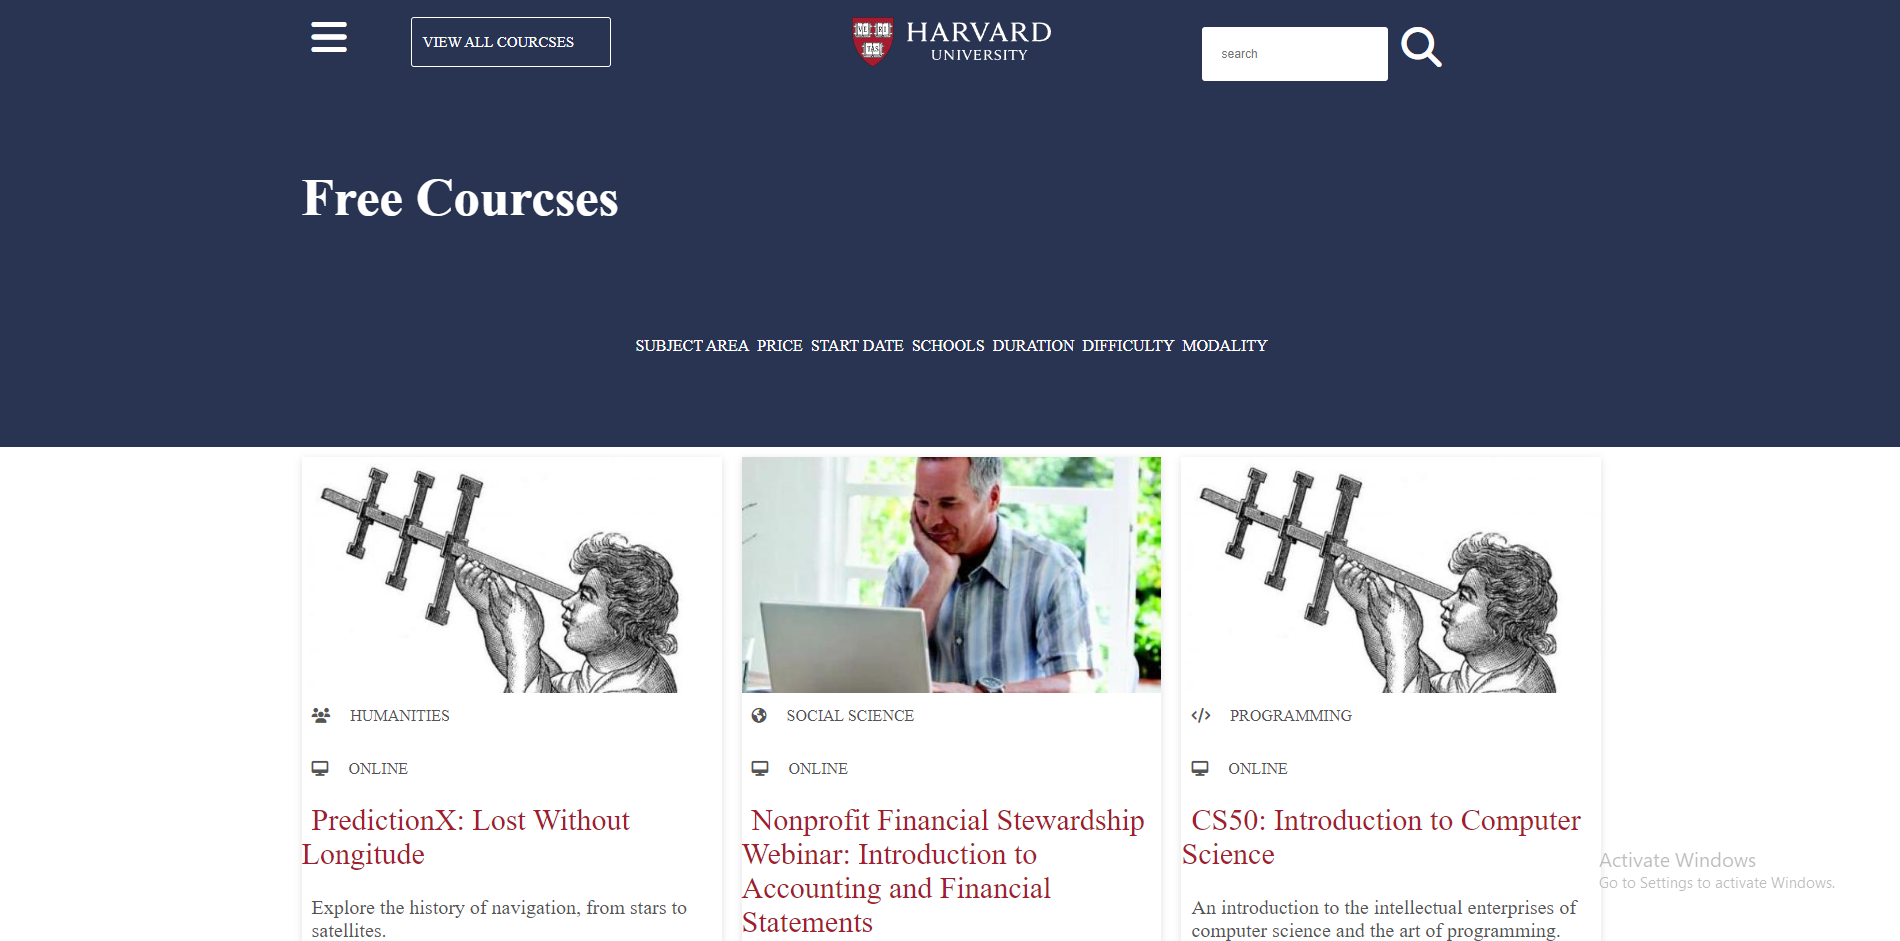 VIEW ALL COURCSES
VE RI
TAS
HARVARD
UNIVERSITY
search
Free Courcses
SUBJECT AREA PRICE START DATE SCHOOLS DURATION DIFFICULTY MODALITY
HUMANITIES
ONLINE
PredictionX: Lost Without
Longitude
Explore the history of navigation, from stars to
satellites.
SOCIAL SCIENCE
ONLINE
Nonprofit Financial Stewardship
Webinar: Introduction to
Accounting and Financial
Statements
PROGRAMMING
ONLINE
CS50: Introduction to Computer
Science
An introduction to the intellectual enterprises of
computer science and the art of programming.
Activate Windows
Go to Settings to activate Windows.